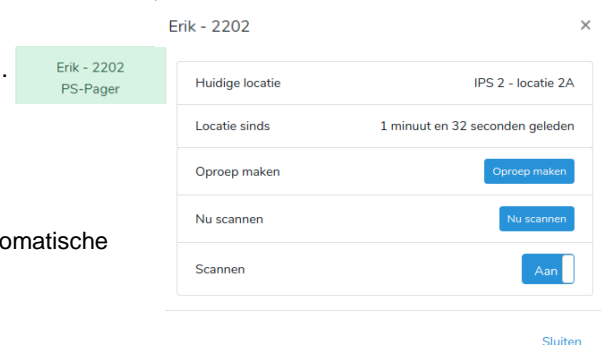 Erik - 2202 ×
.
Erik - 2202
PS-Pager
Huidige locatie IPS 2 - locatie 2A
Locatie sinds 1 minuut en 32 seconden geleden
Oproep maken Oproep maken
Nu scannen Nu scannen
omatische
Scannen Aan
Sluiten